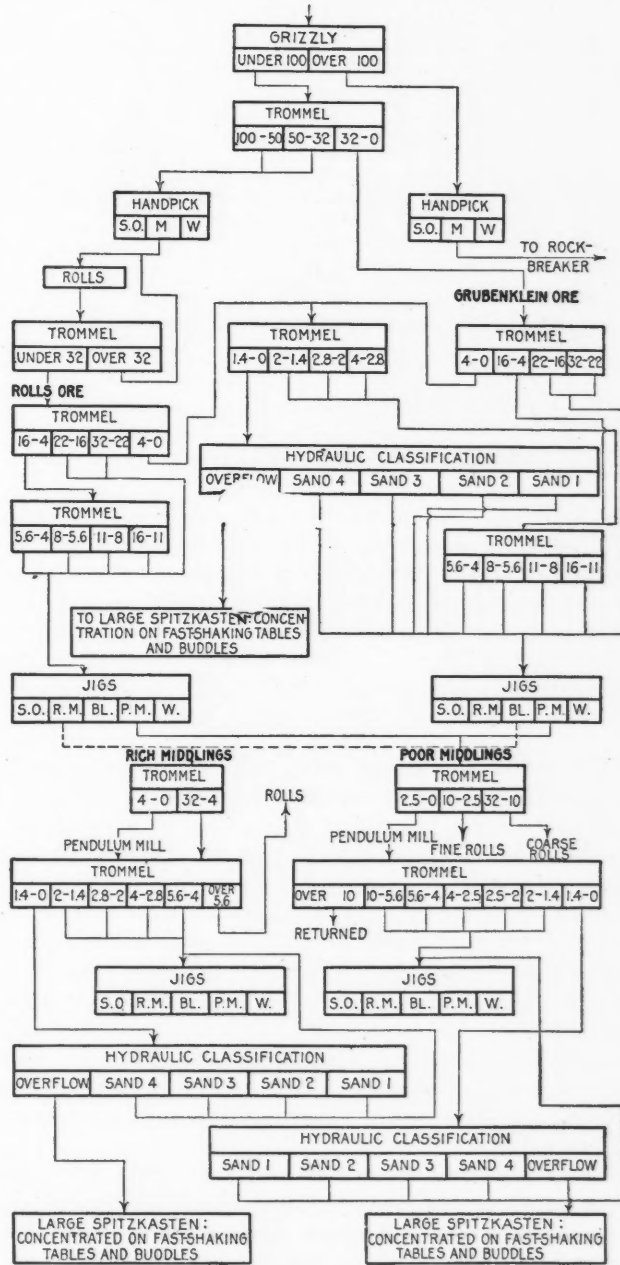 GRIZZLY
UNDER 100 OVER 100
TROMMEL
100-50 50-32 32-0
HANDPICK
S.O. M W
HANDPICK
S.O. M W
TO ROCK-
BREAKER
ROLLS
GRUBENKLEIN ORE
TROMMEL
UNDER 32 OVER 32
TROMMEL
1.4-0 2-1.4 2.8-2 4-2.8
TROMMEL
4-0 16-4 22-16 32-22
ROLLS ORE
TROMMEL
16-4 22-16 32-22 4-0
HYDRAULIC CLASSIFICATION
OVERFLOW SAND 4 SAND 3 SAND 2 SAND 1
TROMMEL
5.6-4 8-5.6 11-8 16-11
TROMMEL
5.6-4 8-5.6 11-8 16-11
TO LARGE SPITZKASTEN: CONCEN-
TRATION ON FAST-SHAKING TABLES
AND BUDDLES
JIGS
S.O. R.M. BL. P.M. W.
JIGS
S.O. R.M. BL. P.M. W.
RICH MIDDLINGS
TROMMEL
4-0 32-4
POOR MIDDLINGS
TROMMEL
2.5-0 10-2.5 32-10
ROLLS
PENDULUM MILL
PENDULUM MILL
FINE ROLLS
COARSE
ROLLS
TROMMEL
1.4-0 2-1.4 2.8-2 4-2.8 5.6-4 OVER 5.6
TROMMEL
OVER 10 10-5.6 5.6-4 4-2.5 2.5-2 2-1.4 1.4-0
RETURNED
JIGS
S.O R.M. BL. P.M. W.
JIGS
S.O. R.M. BL. P.M. W.
HYDRAULIC CLASSIFICATION
OVERFLOW SAND 4 SAND 3 SAND 2 SAND 1
HYDRAULIC CLASSIFICATION
SAND 1 SAND 2 SAND 3 SAND 4 OVERFLOW
LARGE SPITZKASTEN:
CONCENTRATED ON FAST-SHAKING
TABLES AND BUDDLES
LARGE SPITZKASTEN:
CONCENTRATED ON FAST-SHAKING
TABLES AND BUDDLES